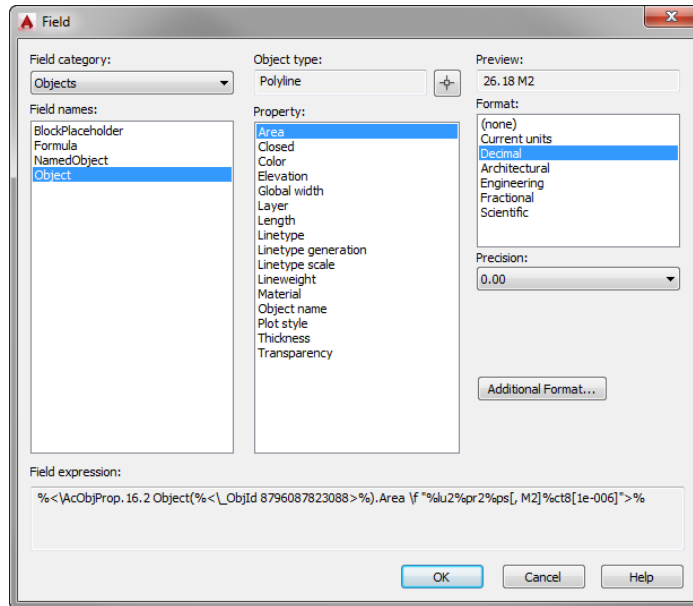 Field
Field category:
Objects
Field names:
BlockPlaceholder
Formula
NamedObject
Object
Object type:
Polyline
Property:
Area
Closed
Color
Elevation
Global width
Layer
Length
Linetype
Linetype generation
Linetype scale
Lineweight
Material
Object name
Plot style
Thickness
Transparency
Preview:
26.18 M2
Format:
(none)
Current units
Decimal
Architectural
Engineering
Fractional
Scientific
Precision:
0.00
Additional Format...
Field expression:
%<\AcObjProp.16.2 Object(%<\_ObjId 8796087823088>%).Area \f "%lu2%pr2%ps[, M2]%ct8[1e-006]">%
OK
Cancel
Help